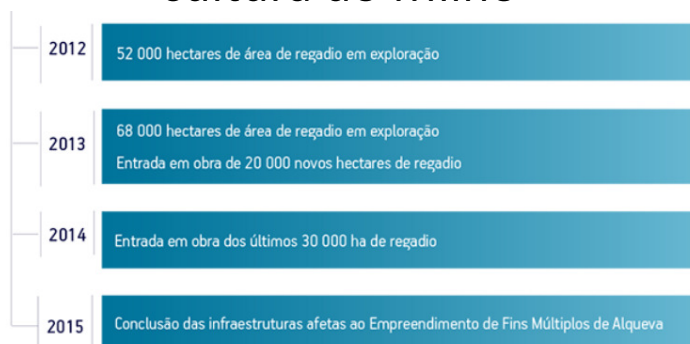 2012
52 000 hectares de área de regadio em exploração
2013
68 000 hectares de área de regadio em exploração
Entrada em obra de 20 000 novos hectares de regadio
2014
Entrada em obra dos últimos 30 000 ha de regadio
2015
Conclusão das infraestruturas afetas ao Empreendimento de Fins Múltiplos de Alqueva